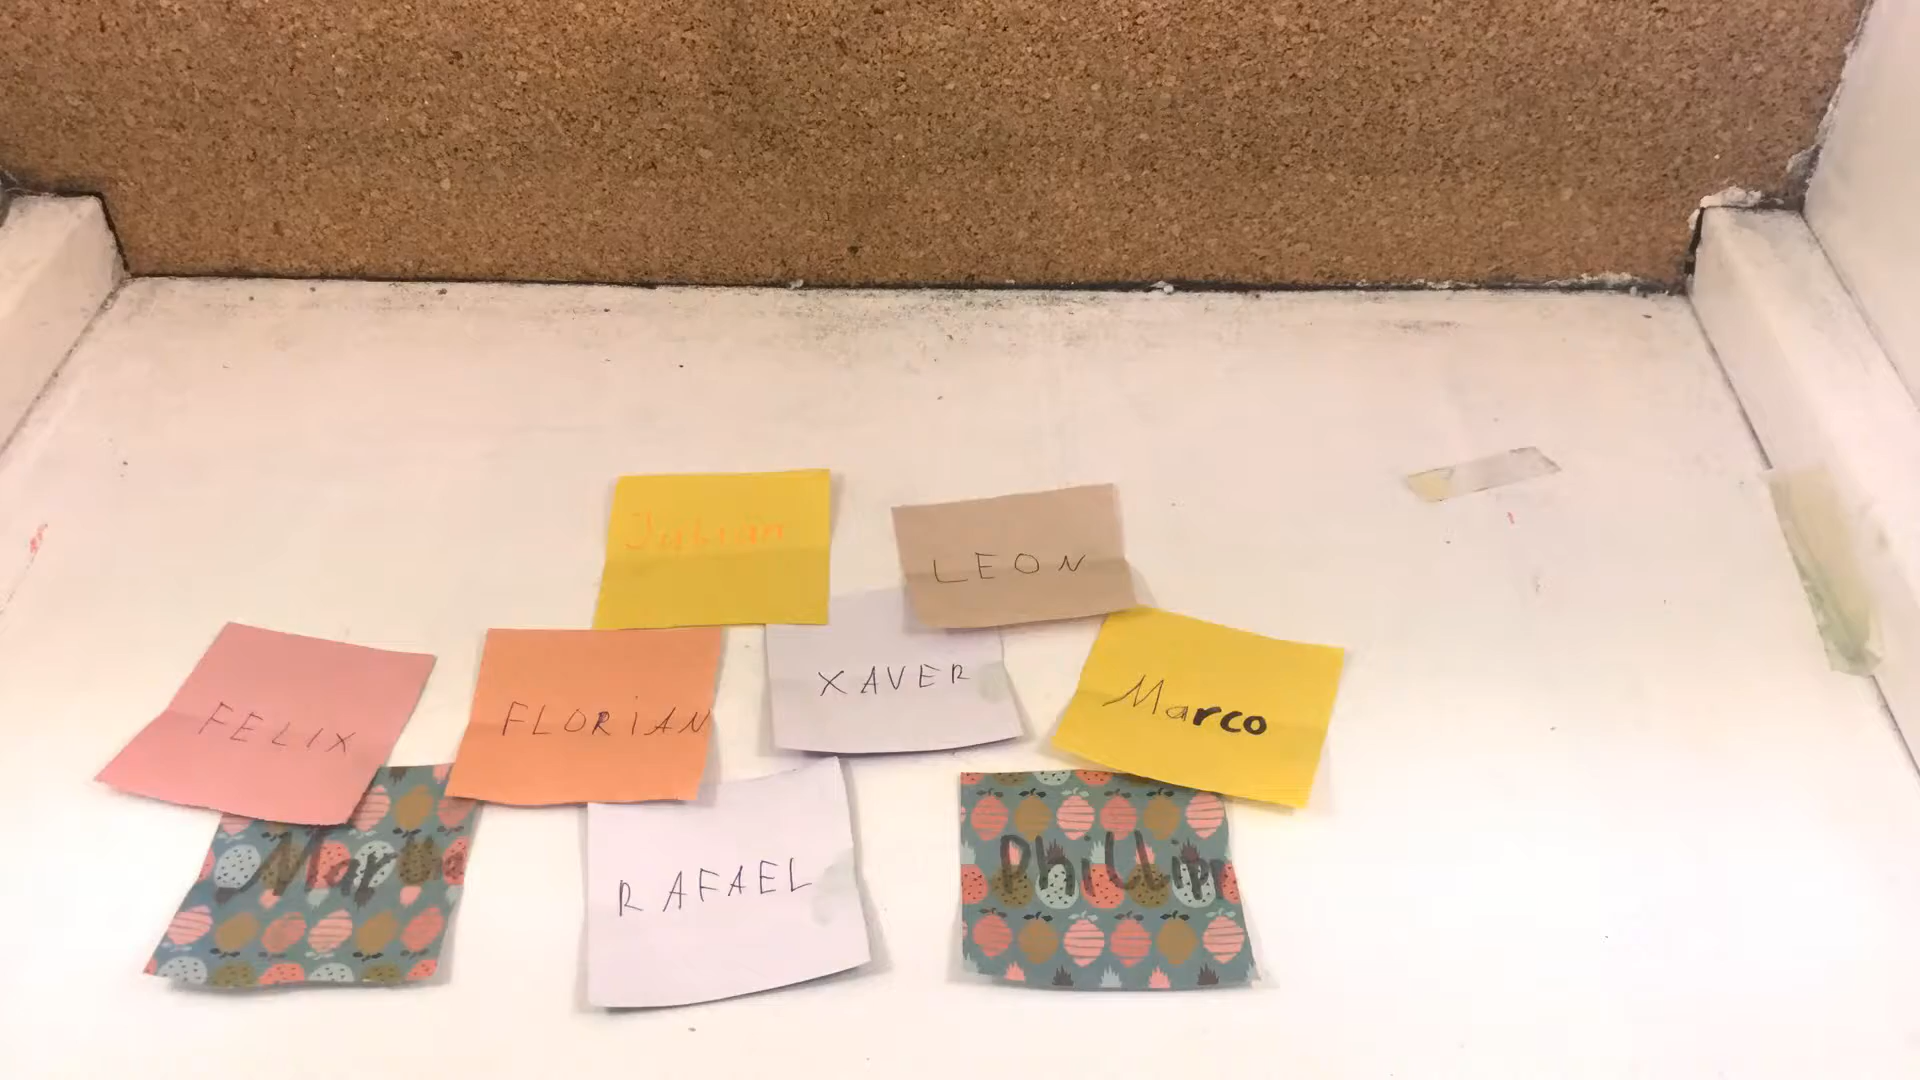 Julian
LEON
FELIX
FLORIAN
XAVER
Marco
RAFAEL
Phillipp